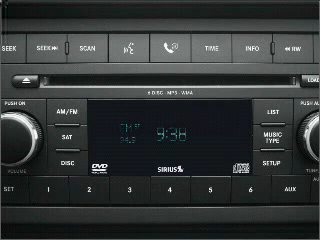 SEEK SEEK SCAN TIME INFO RW
6 DISC - MP3 - WMA LOAD
PUSH ON AM/FM LIST
SAT 9:38 MUSIC TYPE
VOLUME DISC DVD SIRIUS SETUP
SET 1 2 3 4 5 6 AUX